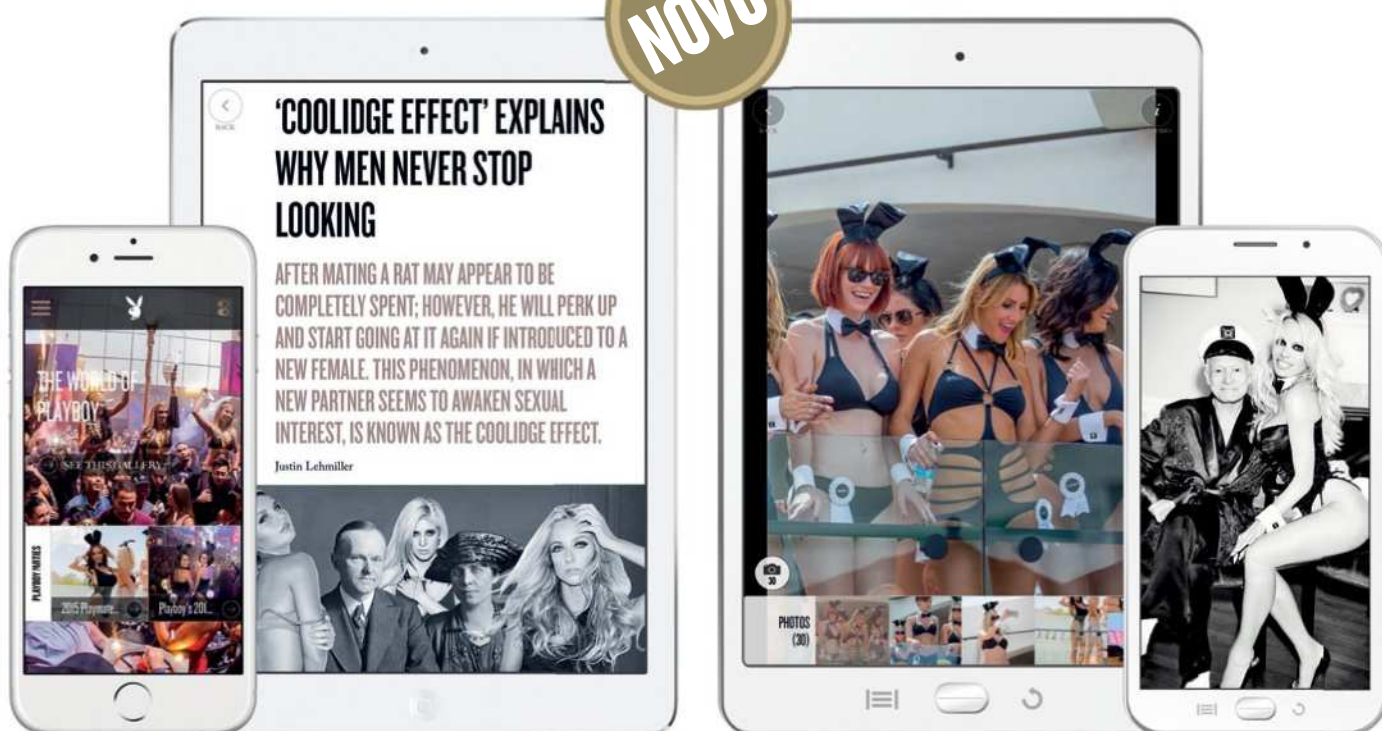 NOVO
BACK
‘COOLIDGE EFFECT’ EXPLAINS
WHY MEN NEVER STOP
LOOKING
AFTER MATING A RAT MAY APPEAR TO BE
COMPLETELY SPENT; HOWEVER, HE WILL PERK UP
AND START GOING AT IT AGAIN IF INTRODUCED TO A
NEW FEMALE. THIS PHENOMENON, IN WHICH A
NEW PARTNER SEEMS TO AWAKEN SEXUAL
INTEREST, IS KNOWN AS THE COOLIDGE EFFECT.
Justin Lehmiller
THE WORLD OF
PLAYBOY
SEE THIS GALLERY
PLAYBOY PARTIES
2015 Playmate...
Playboy's 201...
BACK
30
PHOTOS
(30)